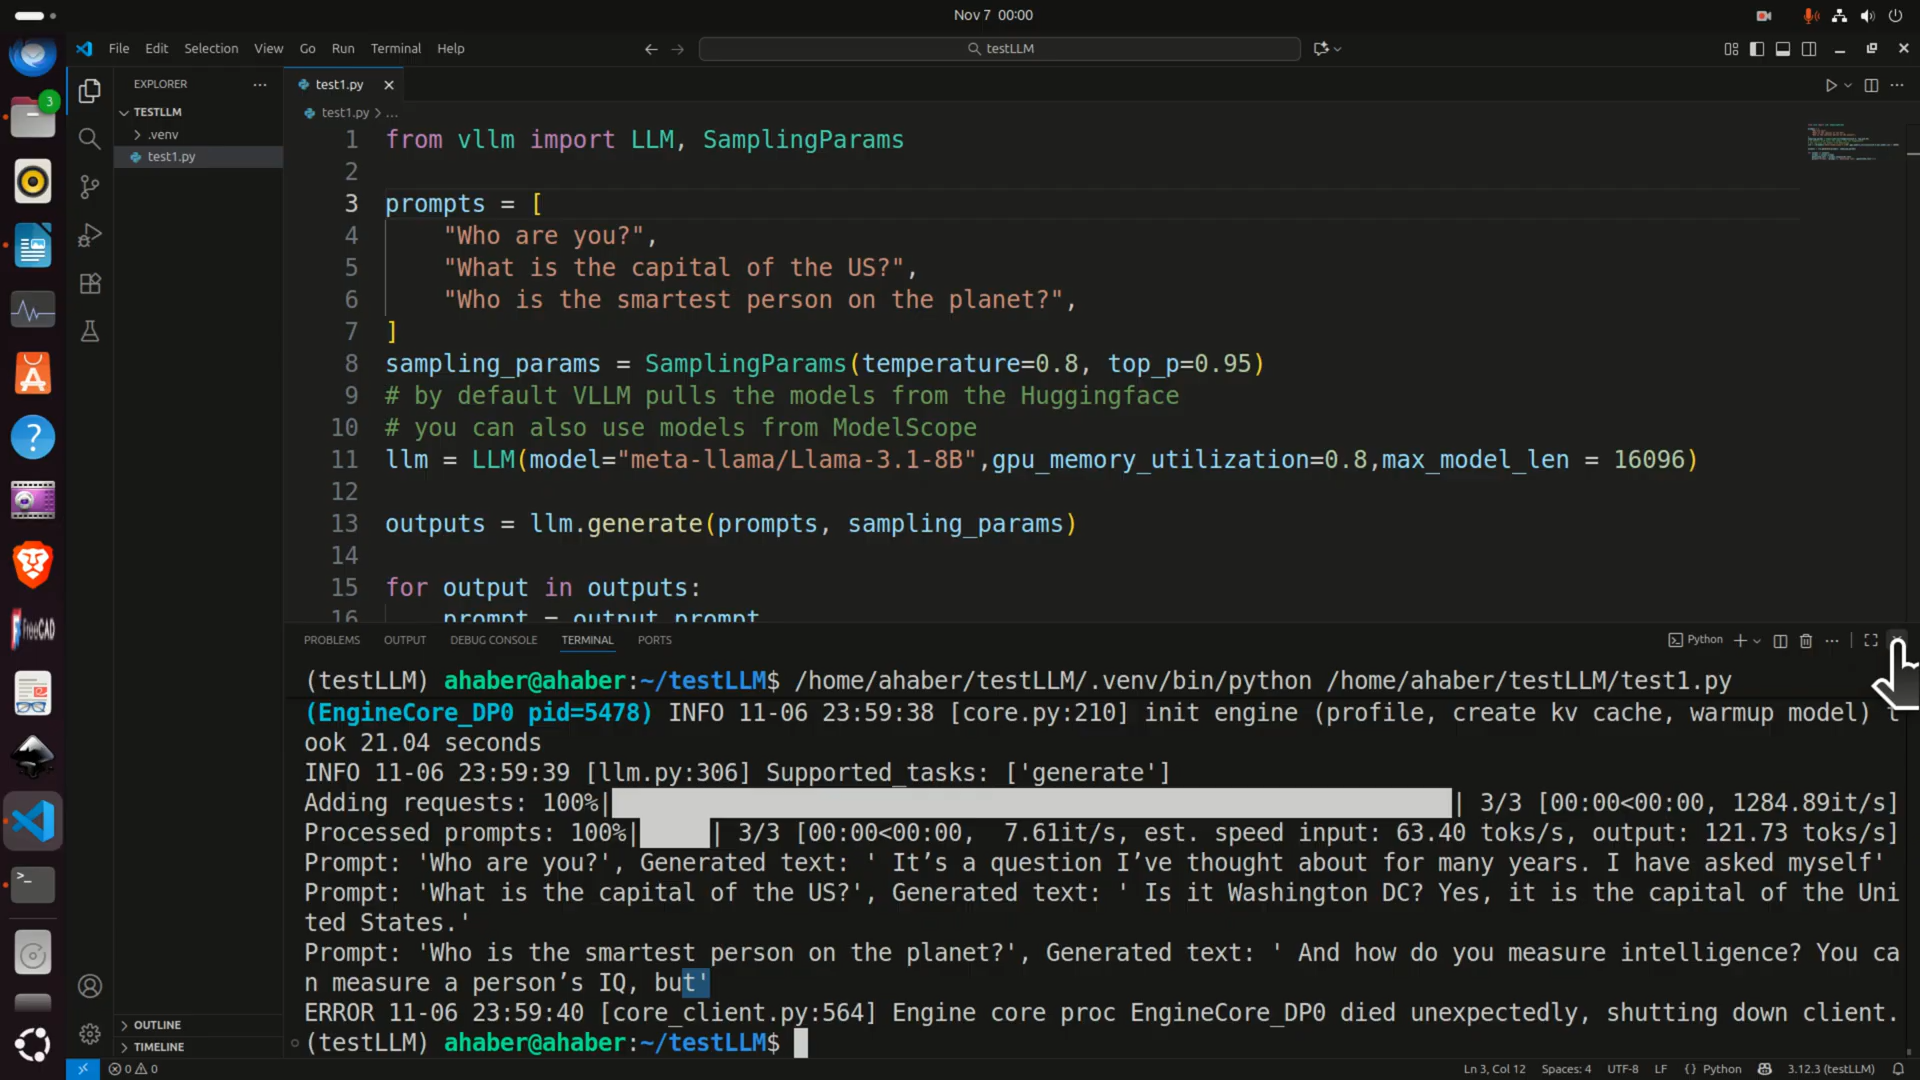 Nov 7 00:00
File Edit Selection View Go Run Terminal Help
testLLM
3
EXPLORER
TESTLLM
.venv
test1.py
test1.py
test1.py > ...
1 from vllm import LLM, SamplingParams
2
3 prompts = [
4 "Who are you?",
5 "What is the capital of the US?",
6 "Who is the smartest person on the planet?",
7 ]
8 sampling_params = SamplingParams(temperature=0.8, top_p=0.95)
9 # by default VLLM pulls the models from the Huggingface
10 # you can also use models from ModelScope
11 llm = LLM(model="meta-llama/Llama-3.1-8B",gpu_memory_utilization=0.8,max_model_len = 16096)
12
13 outputs = llm.generate(prompts, sampling_params)
14
15 for output in outputs:
16 prompt = output.prompt
FreeCAD
PROBLEMS OUTPUT DEBUG CONSOLE TERMINAL PORTS
Python
(testLLM) ahaber@ahaber:~/testLLM$ /home/ahaber/testLLM/.venv/bin/python /home/ahaber/testLLM/test1.py
(EngineCore_DP0 pid=5478) INFO 11-06 23:59:38 [core.py:210] init engine (profile, create kv cache, warmup model) t
ook 21.04 seconds
INFO 11-06 23:59:39 [llm.py:306] Supported_tasks: ['generate']
Adding requests: 100%| | 3/3 [00:00<00:00, 1284.89it/s]
Processed prompts: 100%| | 3/3 [00:00<00:00, 7.61it/s, est. speed input: 63.40 toks/s, output: 121.73 toks/s]
Prompt: 'Who are you?', Generated text: ' It’s a question I’ve thought about for many years. I have asked myself'
Prompt: 'What is the capital of the US?', Generated text: ' Is it Washington DC? Yes, it is the capital of the Uni
ted States.'
Prompt: 'Who is the smartest person on the planet?', Generated text: ' And how do you measure intelligence? You ca
n measure a person’s IQ, but'
ERROR 11-06 23:59:40 [core_client.py:564] Engine core proc EngineCore_DP0 died unexpectedly, shutting down client.
(testLLM) ahaber@ahaber:~/testLLM$
OUTLINE
TIMELINE
0 0
Ln 3, Col 12 Spaces: 4 UTF-8 LF {} Python 3.12.3 (testLLM)